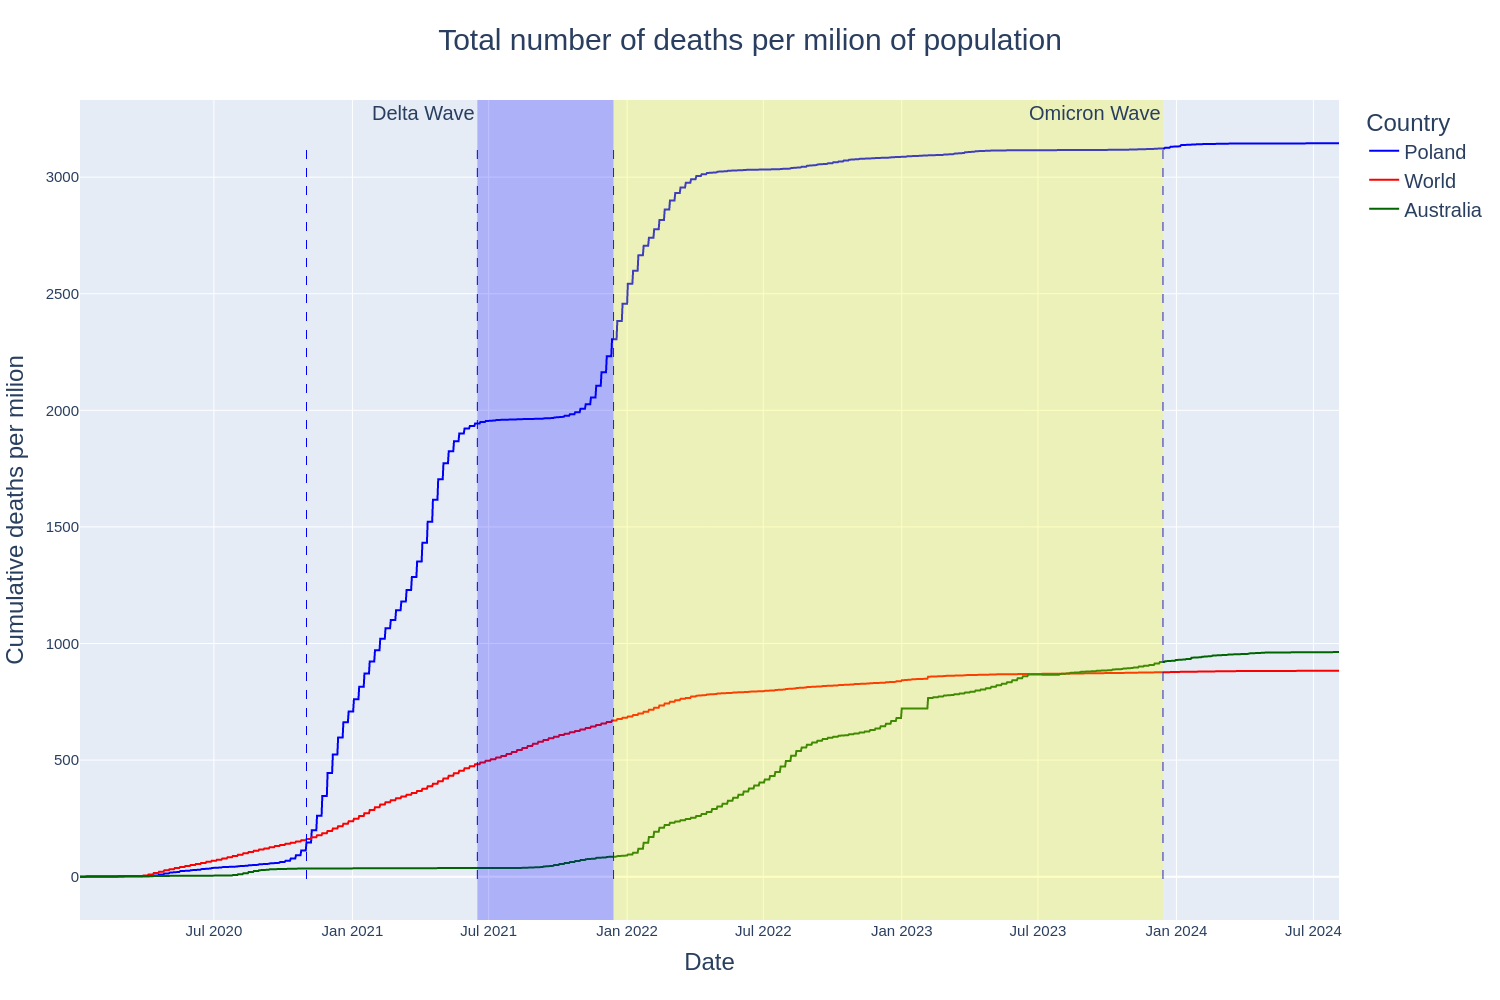 Total number of deaths per milion of population
Delta Wave
Omicron Wave
Country
Poland
World
Australia
Cumulative deaths per milion
3000
2500
2000
1500
1000
500
0
Jul 2020
Jan 2021
Jul 2021
Jan 2022
Jul 2022
Jan 2023
Jul 2023
Jan 2024
Jul 2024
Date